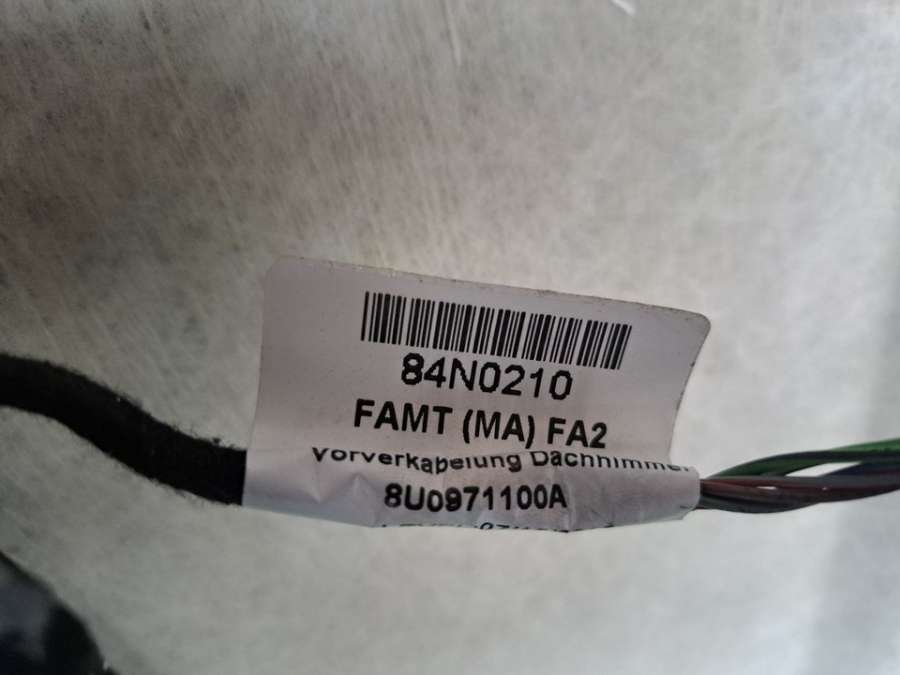 84N0210
FAMT (MA) FA2
Vorverkabelung Dachhimmel
8U0971100A